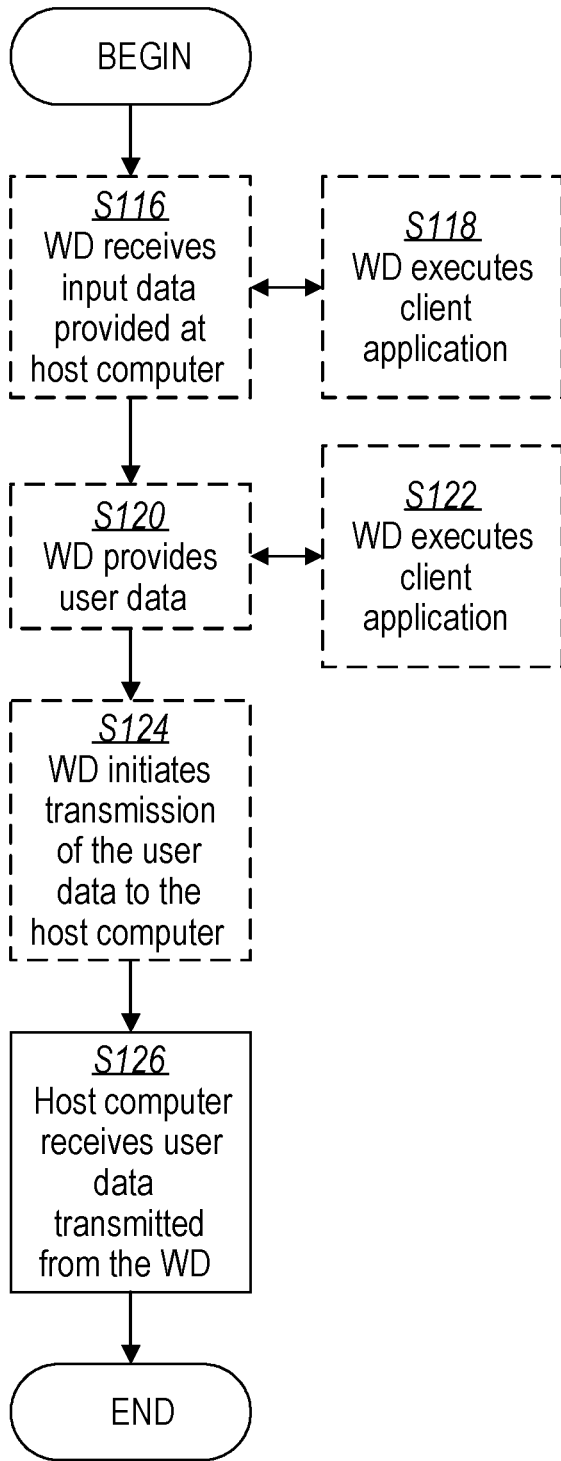 BEGIN
S116
WD receives
input data
provided at
host computer
S118
WD executes
client
application
S120
WD provides
user data
S122
WD executes
client
application
S124
WD initiates
transmission
of the user
data to the
host computer
S126
Host computer
receives user
data
transmitted
from the WD
END